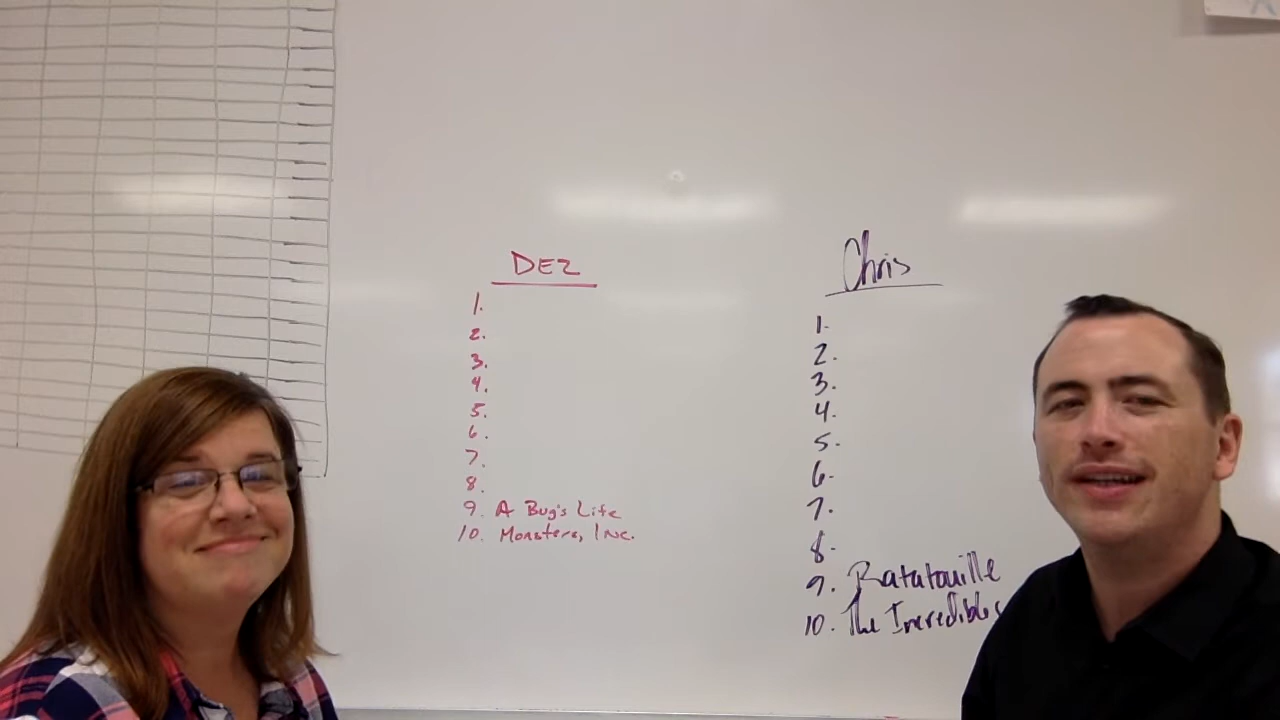 DEZ
1.
2.
3.
4.
5.
6.
7.
8.
9. A Bug's Life
10. Monsters, Inc.
Chris
1.
2.
3.
4.
5.
6.
7.
8.
9. Ratatouille
10. The Incredibles